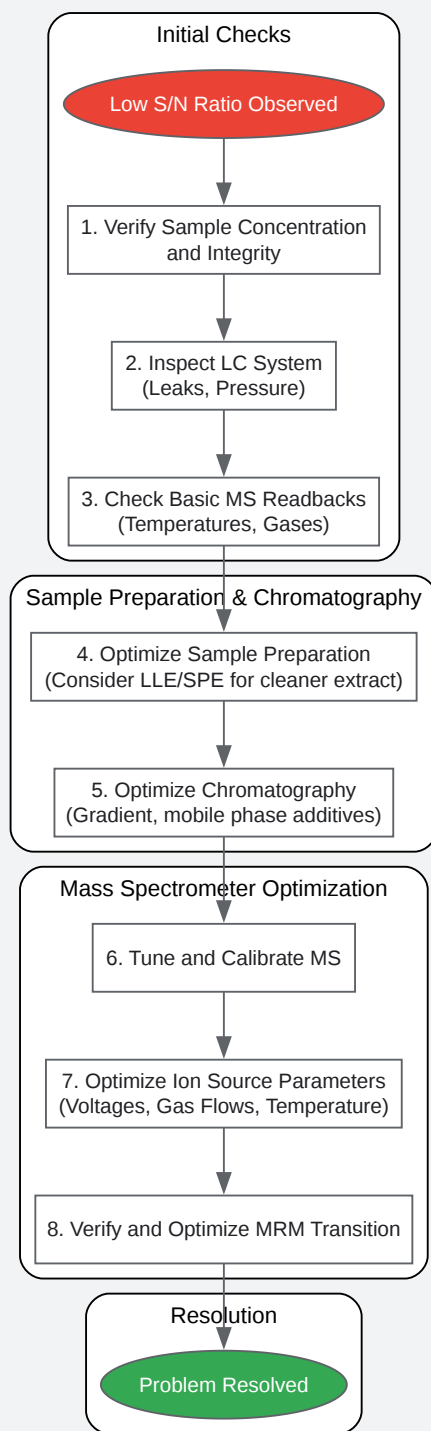 Initial Checks
Low S/N Ratio Observed
1. Verify Sample Concentration
and Integrity
2. Inspect LC System
(Leaks, Pressure)
3. Check Basic MS Readbacks
(Temperatures, Gases)
Sample Preparation & Chromatography
4. Optimize Sample Preparation
(Consider LLE/SPE for cleaner extract)
5. Optimize Chromatography
(Gradient, mobile phase additives)
Mass Spectrometer Optimization
6. Tune and Calibrate MS
7. Optimize Ion Source Parameters
(Voltages, Gas Flows, Temperature)
8. Verify and Optimize MRM Transition
Resolution
Problem Resolved